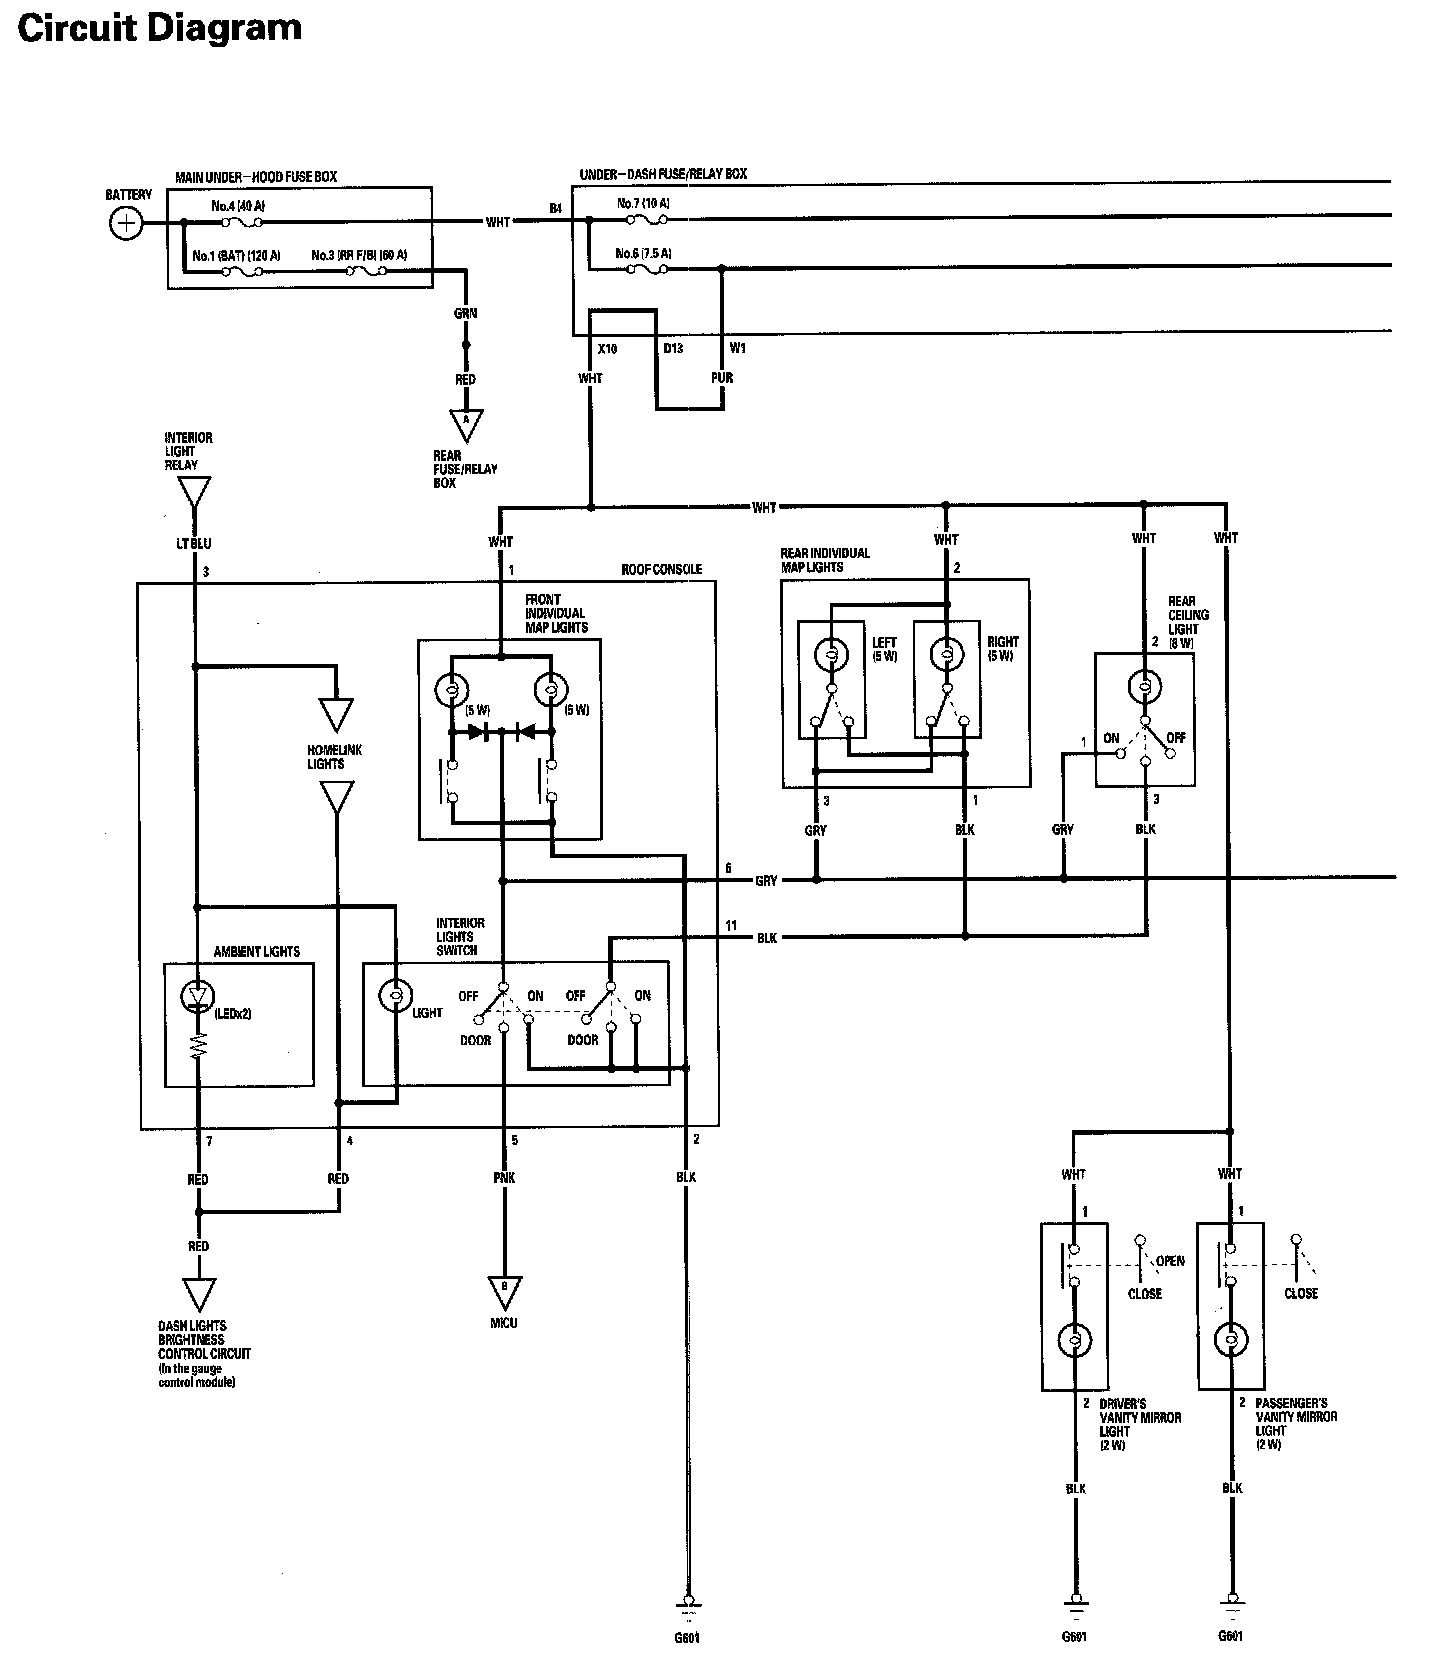 Circuit Diagram
MAIN UNDER-HOOD FUSE BOX
UNDER-DASH FUSE/RELAY BOX
BATTERY
No.4 (40 A)
WHT
B4
No.7 (10 A)
No.1 (BAT) (120 A)
No.3 (RR F/B) (60 A)
No.6 (7.5 A)
GRN
X10
D13
W1
RED
WHT
PUR
A
REAR
FUSE/RELAY
BOX
INTERIOR
LIGHT
RELAY
WHT
LT BLU
WHT
WHT
WHT
WHT
3
1
ROOF CONSOLE
REAR INDIVIDUAL
MAP LIGHTS
2
FRONT
INDIVIDUAL
MAP LIGHTS
REAR
CEILING
LIGHT
(8 W)
LEFT
(5 W)
RIGHT
(5 W)
2
(5 W)
(5 W)
HOMELINK
LIGHTS
1
ON
OFF
3
1
3
GRY
BLK
GRY
BLK
6
GRY
11
BLK
INTERIOR
LIGHTS
SWITCH
AMBIENT LIGHTS
(LEDx2)
LIGHT
OFF
ON
OFF
ON
DOOR
DOOR
7
4
5
2
RED
RED
PNK
BLK
WHT
WHT
1
1
RED
B
MICU
OPEN
CLOSE
CLOSE
DASH LIGHTS
BRIGHTNESS
CONTROL CIRCUIT
(In the gauge
control module)
2
DRIVER'S
VANITY MIRROR
LIGHT
(2 W)
2
PASSENGER'S
VANITY MIRROR
LIGHT
(2 W)
BLK
BLK
G601
G601
G601